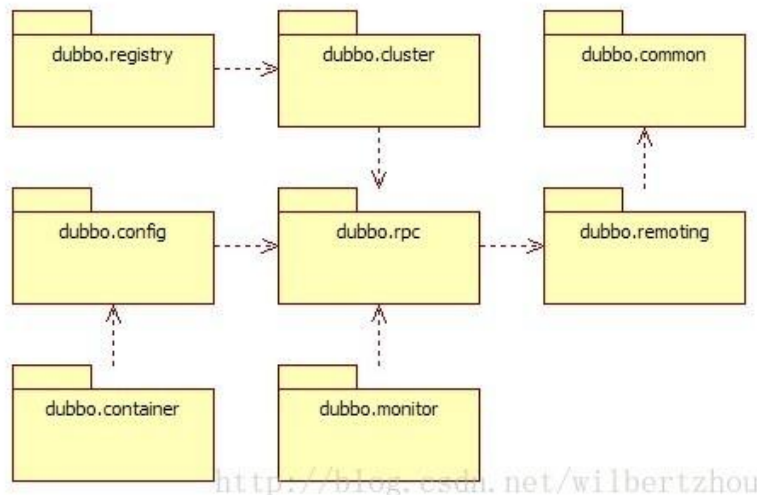 dubbo.registry
dubbo.cluster
dubbo.common
dubbo.config
dubbo.rpc
dubbo.remoting
dubbo.container
dubbo.monitor
http://blog.csdn.net/wilbertzhou